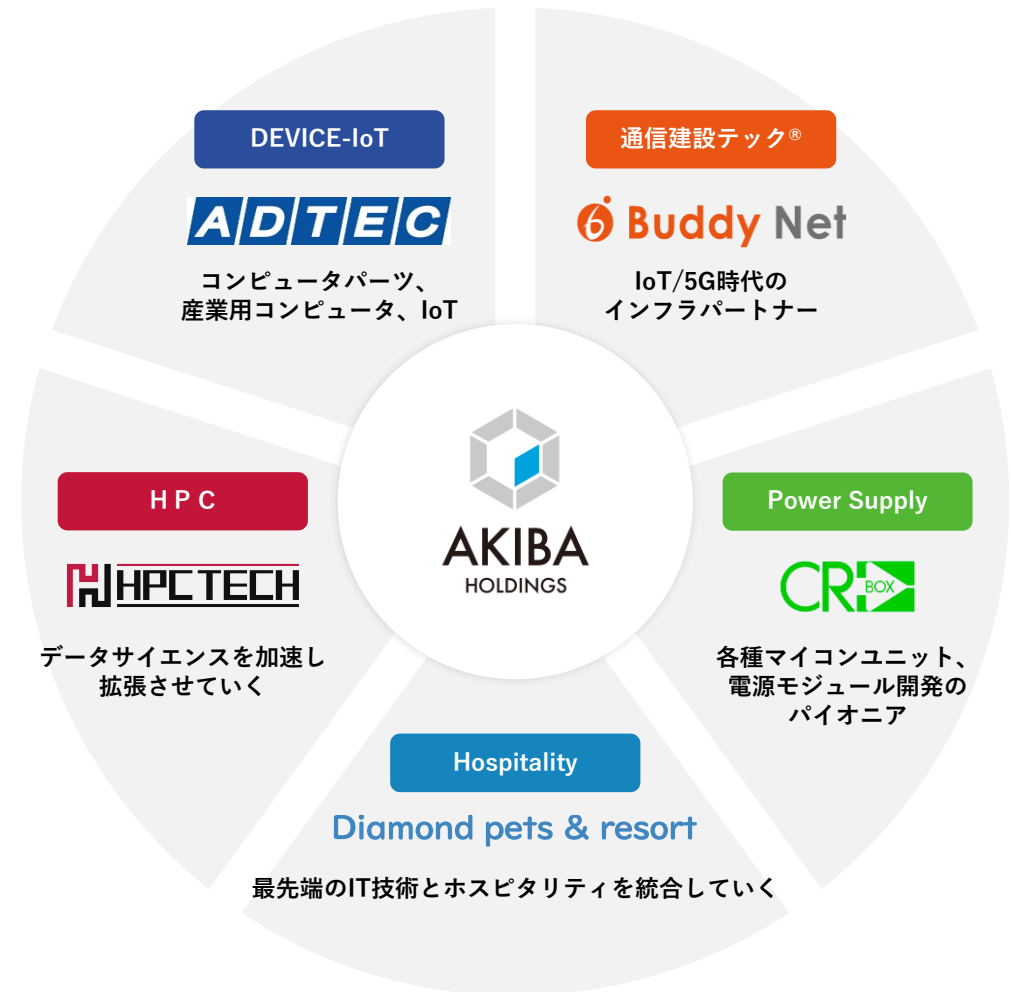 DEVICE-IoT
ADTEC
コンピュータパーツ、
産業用コンピュータ、IoT
通信建設テック®
Buddy Net
IoT/5G時代の
インフラパートナー
HPC
HPCTECH
データサイエンスを加速し
拡張させていく
AKIBA
HOLDINGS
Power Supply
CR BOX
各種マイコンユニット、
電源モジュール開発の
パイオニア
Hospitality
Diamond pets & resort
最先端のIT技術とホスピタリティを統合していく